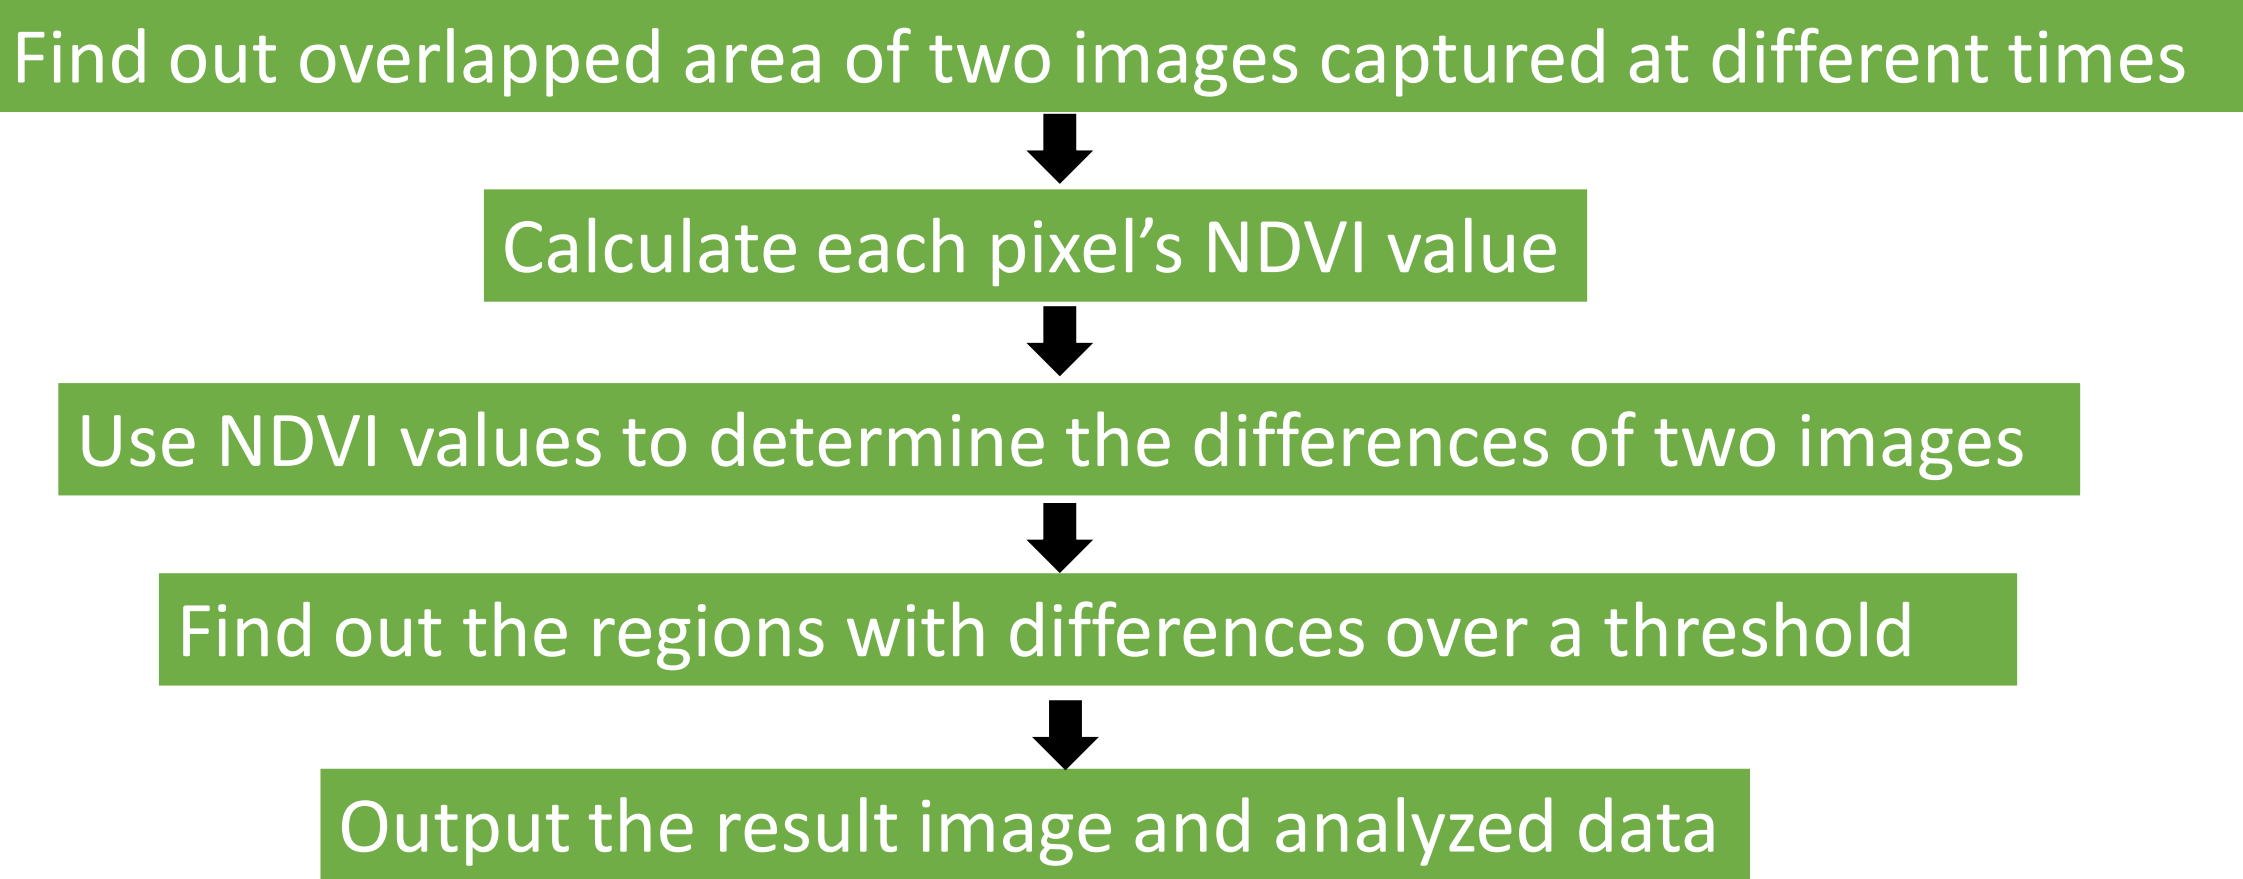 Find out overlapped area of two images captured at different times
Calculate each pixel’s NDVI value
Use NDVI values to determine the differences of two images
Find out the regions with differences over a threshold
Output the result image and analyzed data